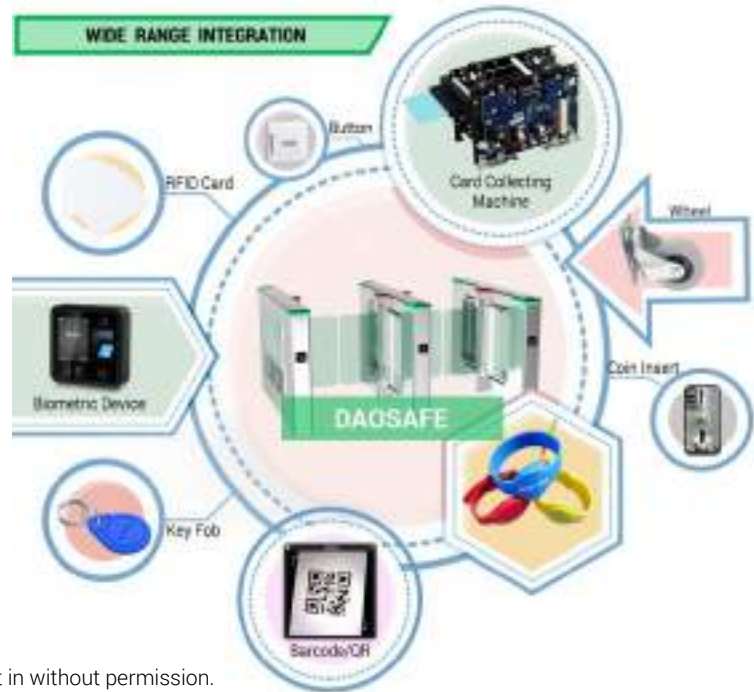 WIDE RANGE INTEGRATION
Button
RFID Card
Card Collecting
Machine
Wheel
Biometric Device
Coin Insert
DAOSAFE
Key Fob
Barcode/QR
in without permission.